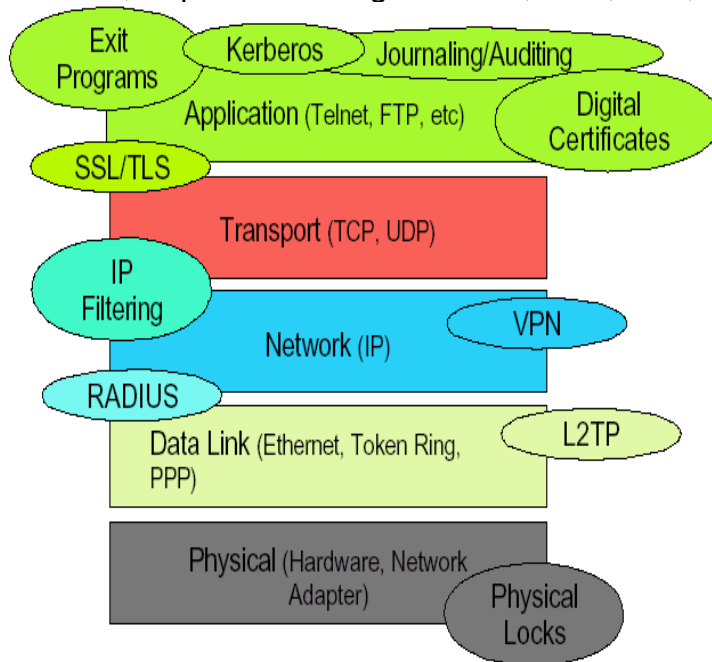 Exit
Programs
Kerberos
Journaling/Auditing
Application (Telnet, FTP, etc)
Digital
Certificates
SSL/TLS
Transport (TCP, UDP)
IP
Filtering
VPN
Network (IP)
RADIUS
Data Link (Ethernet, Token Ring,
PPP)
L2TP
Physical (Hardware, Network
Adapter)
Physical
Locks